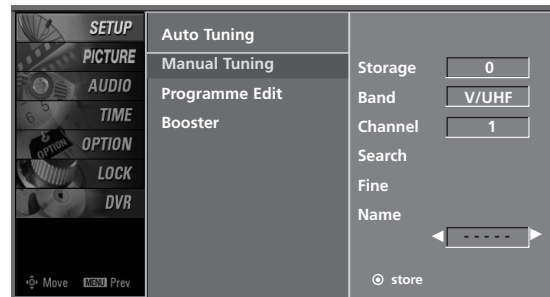 SETUP
PICTURE
AUDIO
TIME
OPTION
LOCK
DVR
Move MENU Prev
Auto Tuning
Manual Tuning
Programme Edit
Booster
Storage 0
Band V/UHF
Channel 1
Search
Fine
Name
- - - - -
store